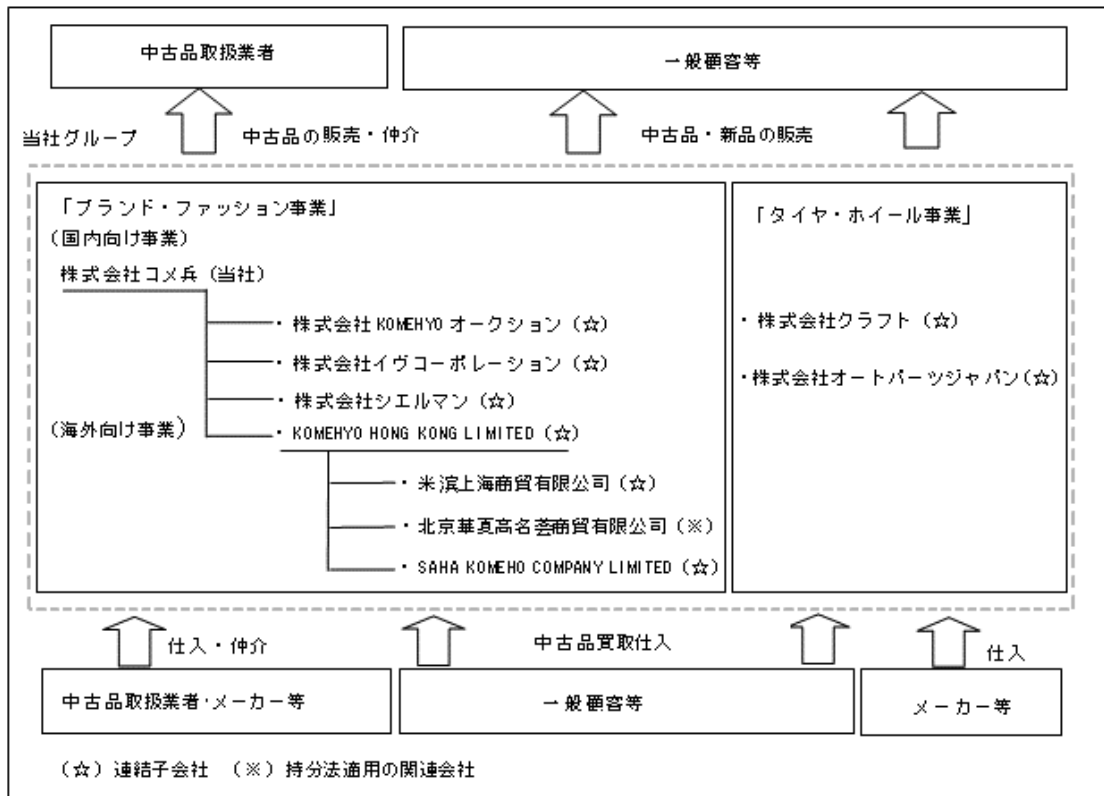 中古品取扱業者
一般顧客等
当社グループ
中古品の販売・仲介
中古品・新品の販売
「ブランド・ファッション事業」
(国内向け事業)
株式会社コメ兵(当社)
・株式会社KOMEHYOオークション(☆)
・株式会社イヴコーポレーション(☆)
・株式会社シエルマン(☆)
(海外向け事業)
・KOMEHYO HONG KONG LIMITED(☆)
・米濱上海商貿有限公司(☆)
・北京華夏高名荟商貿有限公司(※)
・SAHA KOMEHO COMPANY LIMITED(☆)
「タイヤ・ホイール事業」
・株式会社クラフト(☆)
・株式会社オートパーツジャパン(☆)
仕入・仲介
中古品買取仕入
仕入
中古品取扱業者・メーカー等
一般顧客等
メーカー等
(☆)連結子会社 (※)持分法適用の関連会社